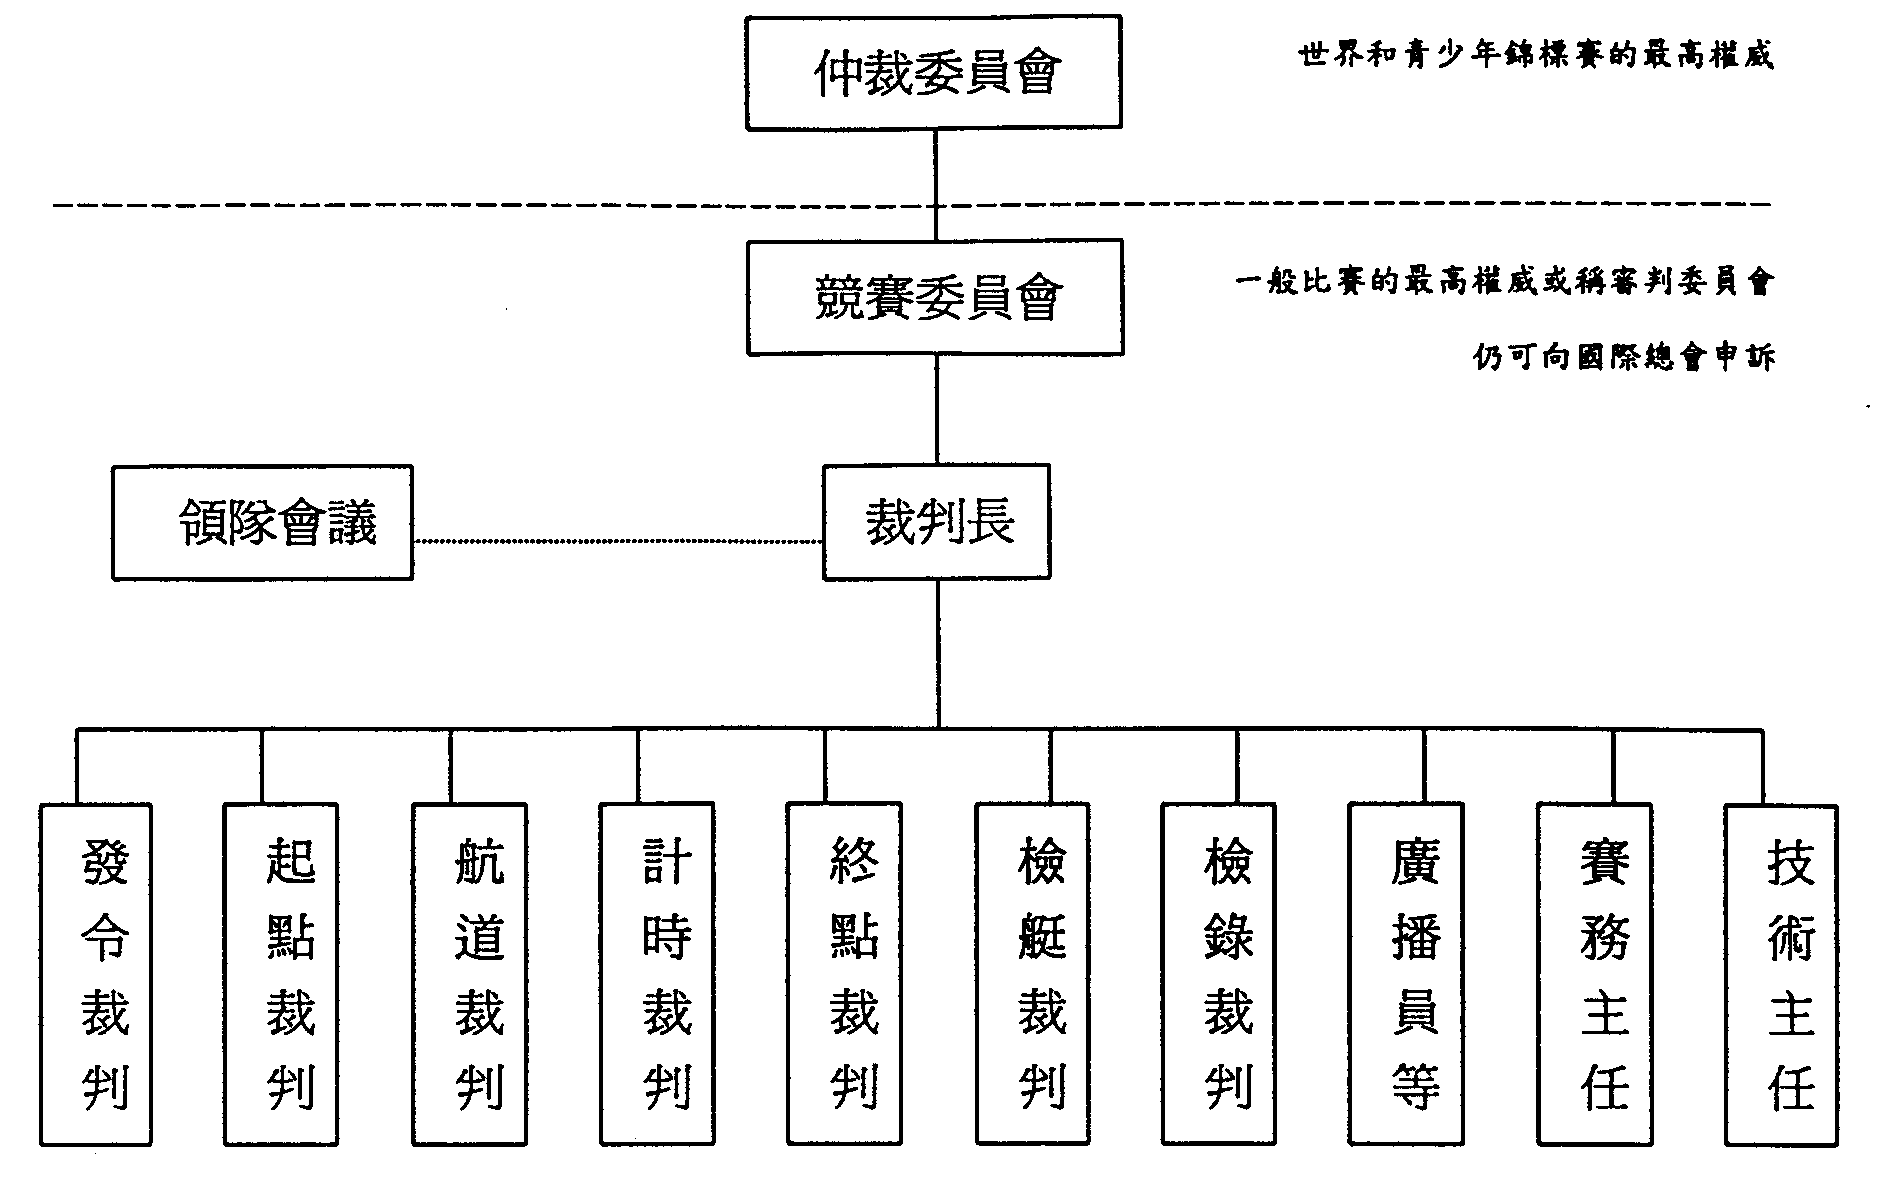 仲裁委員會
世界和青少年錦標賽的最高權威
競賽委員會
一般比賽的最高權威或稱審判委員會
仍可向國際總會申訴
領隊會議
裁判長
發令裁判
起點裁判
航道裁判
計時裁判
終點裁判
檢艇裁判
檢錄裁判
廣播員等
賽務主任
技術主任